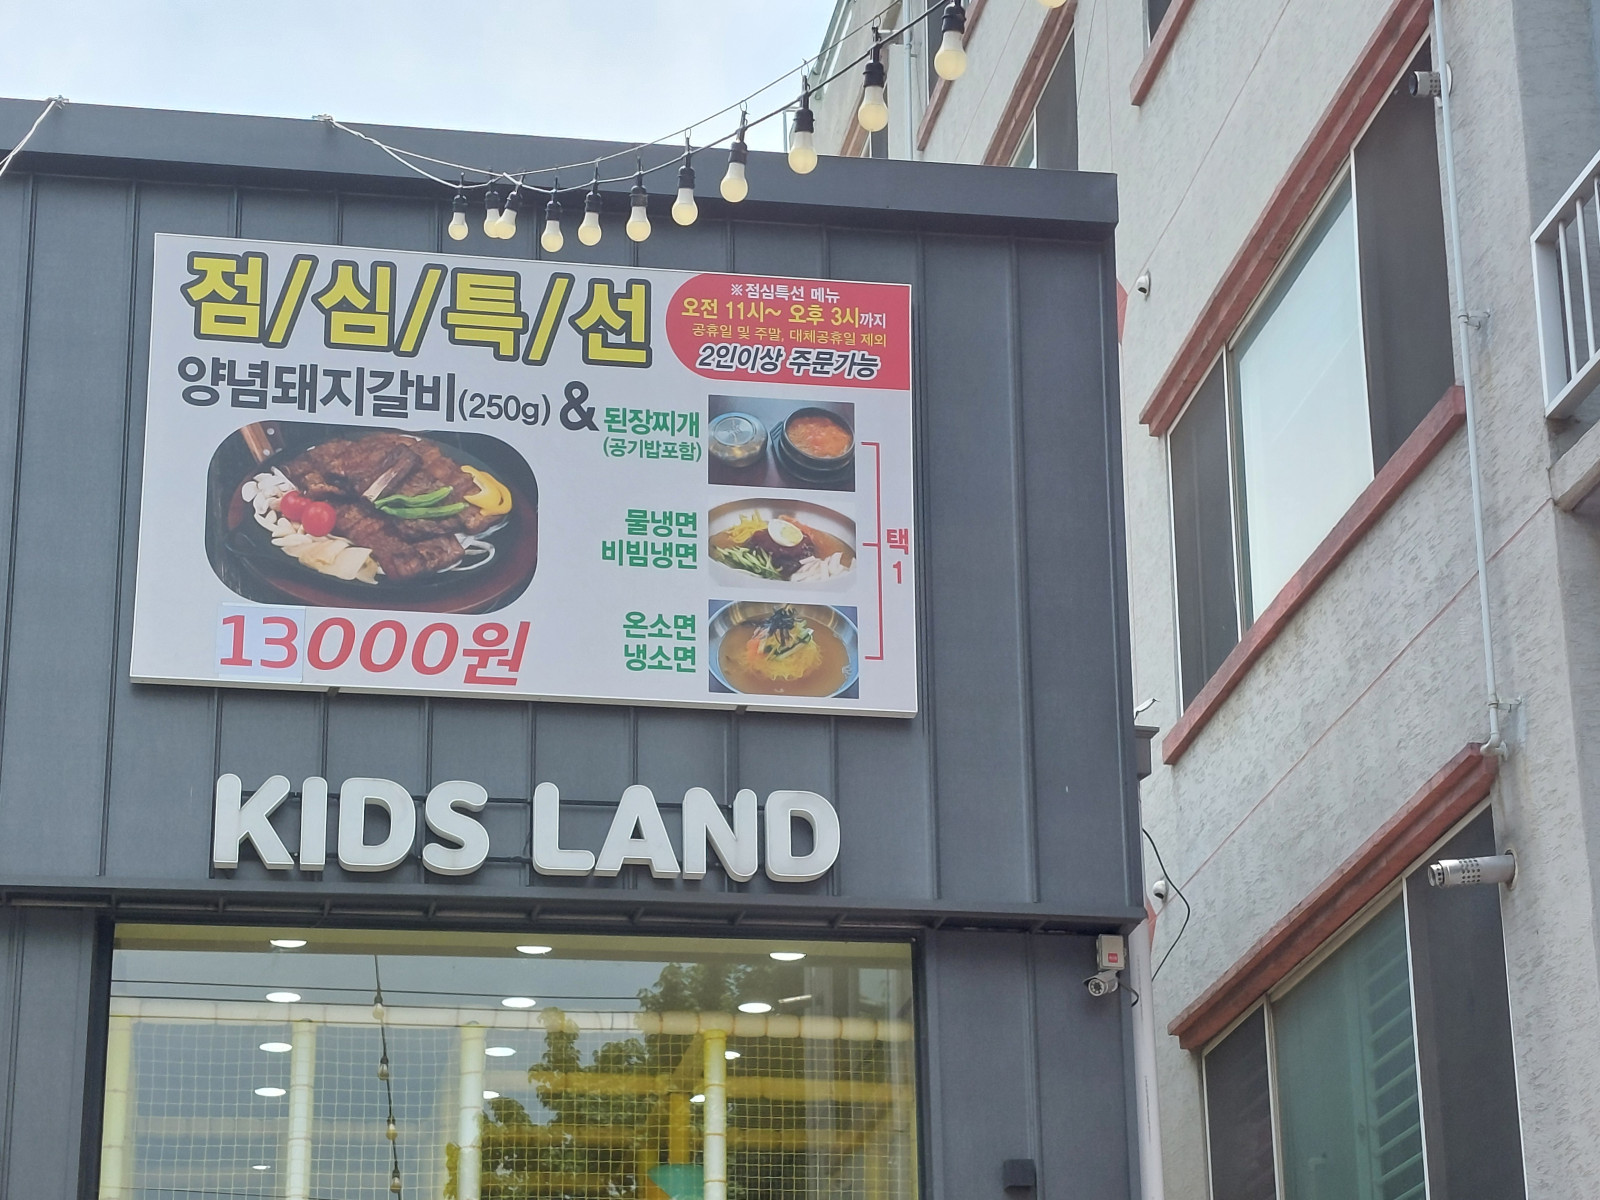 점/심/특/선
※점심특선 메뉴
오전 11시~ 오후 3시까지
공휴일 및 주말, 대체공휴일 제외
2인이상 주문가능
양념돼지갈비(250g) & 된장찌개
(공기밥포함)
물냉면
비빔냉면
택
1
온소면
냉소면
13000원
KIDS LAND